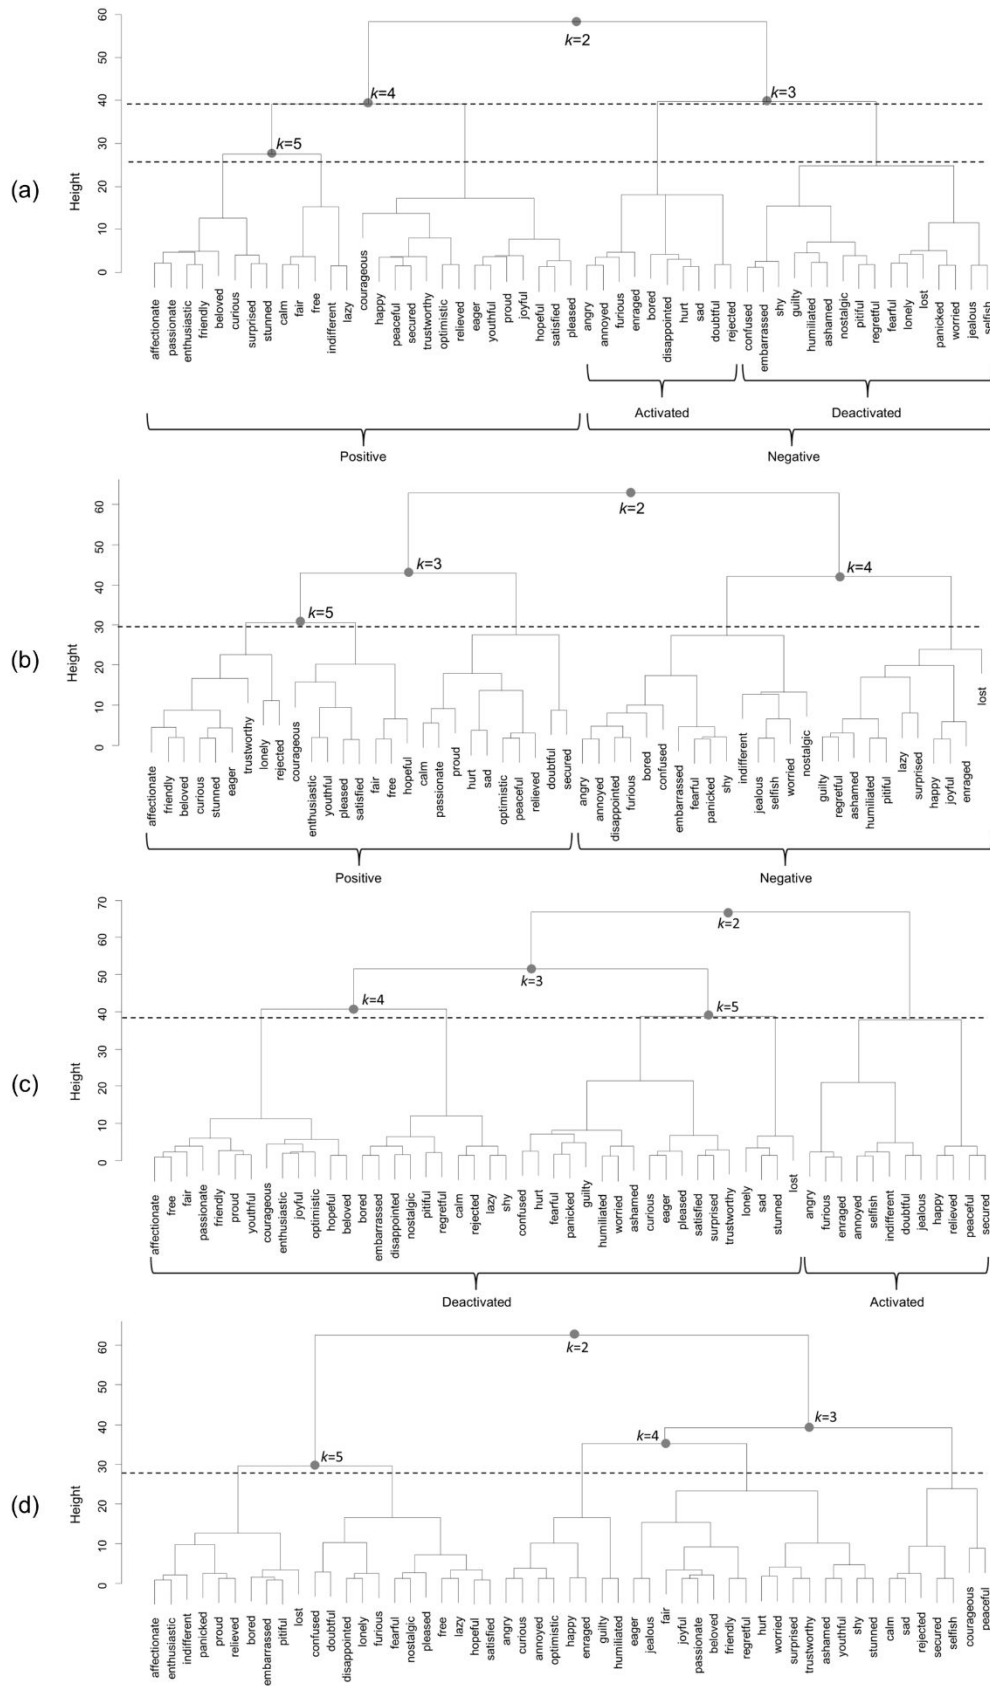 (a)
Height
60
50
40
30
20
10
0
k=2
k=4
k=3
k=5
affectionate
passionate
enthusiastic
friendly
beloved
curious
surprised
stunned
calm
fair
free
indifferent
lazy
courageous
happy
peaceful
secured
trustworthy
optimistic
relieved
eager
youthful
proud
joyful
hopeful
satisfied
pleased
angry
annoyed
furious
enraged
bored
disappointed
hurt
sad
doubtful
rejected
confused
embarrassed
shy
guilty
humiliated
ashamed
nostalgic
pitiful
regretful
fearful
lonely
lost
panicked
worried
jealous
selfish
Activated
Deactivated
Positive
Negative
(b)
Height
60
50
40
30
20
10
0
k=2
k=3
k=4
k=5
affectionate
friendly
beloved
curious
stunned
eager
trustworthy
lonely
rejected
courageous
enthusiastic
youthful
pleased
satisfied
fair
free
hopeful
calm
passionate
proud
hurt
sad
optimistic
peaceful
relieved
doubtful
secured
angry
annoyed
disappointed
furious
bored
confused
embarrassed
fearful
panicked
shy
indifferent
jealous
selfish
worried
nostalgic
guilty
regretful
ashamed
humiliated
pitiful
lazy
surprised
happy
joyful
enraged
lost
Positive
Negative
(c)
Height
70
60
50
40
30
20
10
0
k=2
k=3
k=4
k=5
affectionate
free
fair
passionate
friendly
proud
youthful
courageous
enthusiastic
joyful
optimistic
hopeful
beloved
bored
embarrassed
disappointed
nostalgic
pitiful
regretful
calm
rejected
lazy
shy
confused
hurt
fearful
panicked
guilty
humiliated
worried
ashamed
curious
eager
pleased
satisfied
surprised
trustworthy
lonely
sad
stunned
lost
angry
furious
enraged
annoyed
selfish
indifferent
doubtful
jealous
happy
relieved
peaceful
secured
Deactivated
Activated
(d)
Height
60
50
40
30
20
10
0
k=2
k=3
k=4
k=5
affectionate
enthusiastic
indifferent
panicked
proud
relieved
bored
embarrassed
pitiful
lost
confused
doubtful
disappointed
lonely
furious
fearful
nostalgic
pleased
free
lazy
hopeful
satisfied
angry
curious
annoyed
optimistic
happy
guilty
humiliated
eager
jealous
fair
joyful
passionate
beloved
friendly
regretful
hurt
worried
surprised
trustworthy
ashamed
youthful
shy
stunned
calm
sad
rejected
secured
selfish
courageous
peaceful